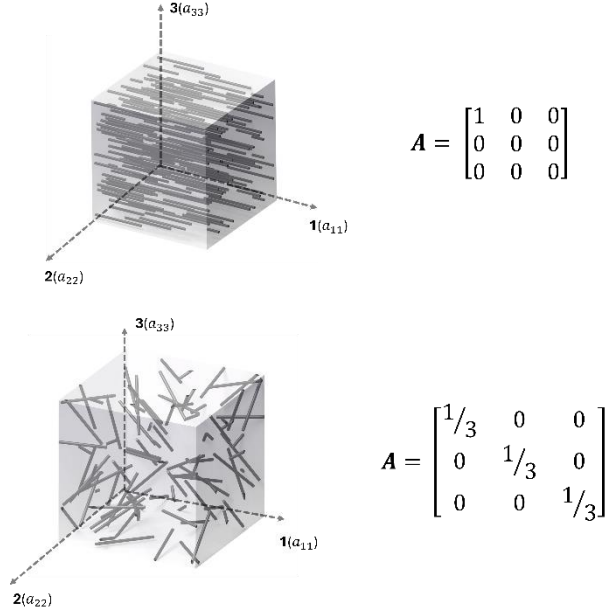 3(a₃₃)
1(a₁₁)
2(a₂₂)
A = [1 0 0
0 0 0
0 0 0]
3(a₃₃)
1(a₁₁)
2(a₂₂)
A = [1/3 0 0
0 1/3 0
0 0 1/3]